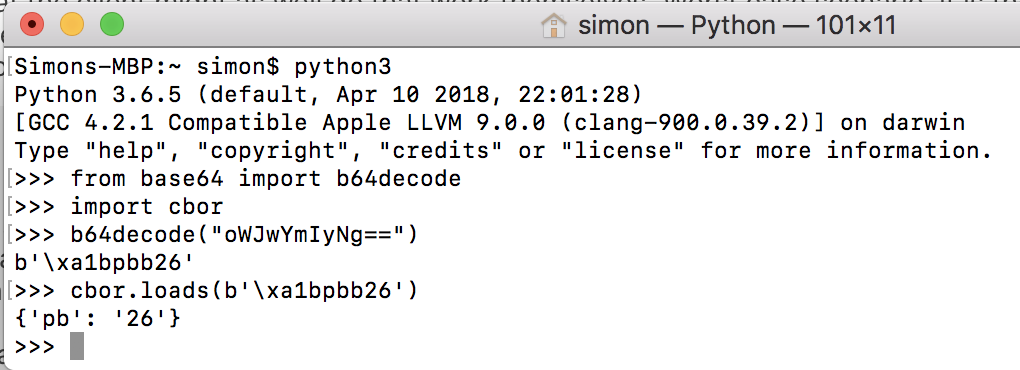 simon — Python — 101×11
[Simons-MBP:~ simon$ python3
Python 3.6.5 (default, Apr 10 2018, 22:01:28)
[GCC 4.2.1 Compatible Apple LLVM 9.0.0 (clang-900.0.39.2)] on darwin
Type "help", "copyright", "credits" or "license" for more information.
[>>> from base64 import b64decode
[>>> import cbor
[>>> b64decode("oWJwYmIyNg==")
b'\xa1bpbb26'
[>>> cbor.loads(b'\xa1bpbb26')
{'pb': '26'}
>>>